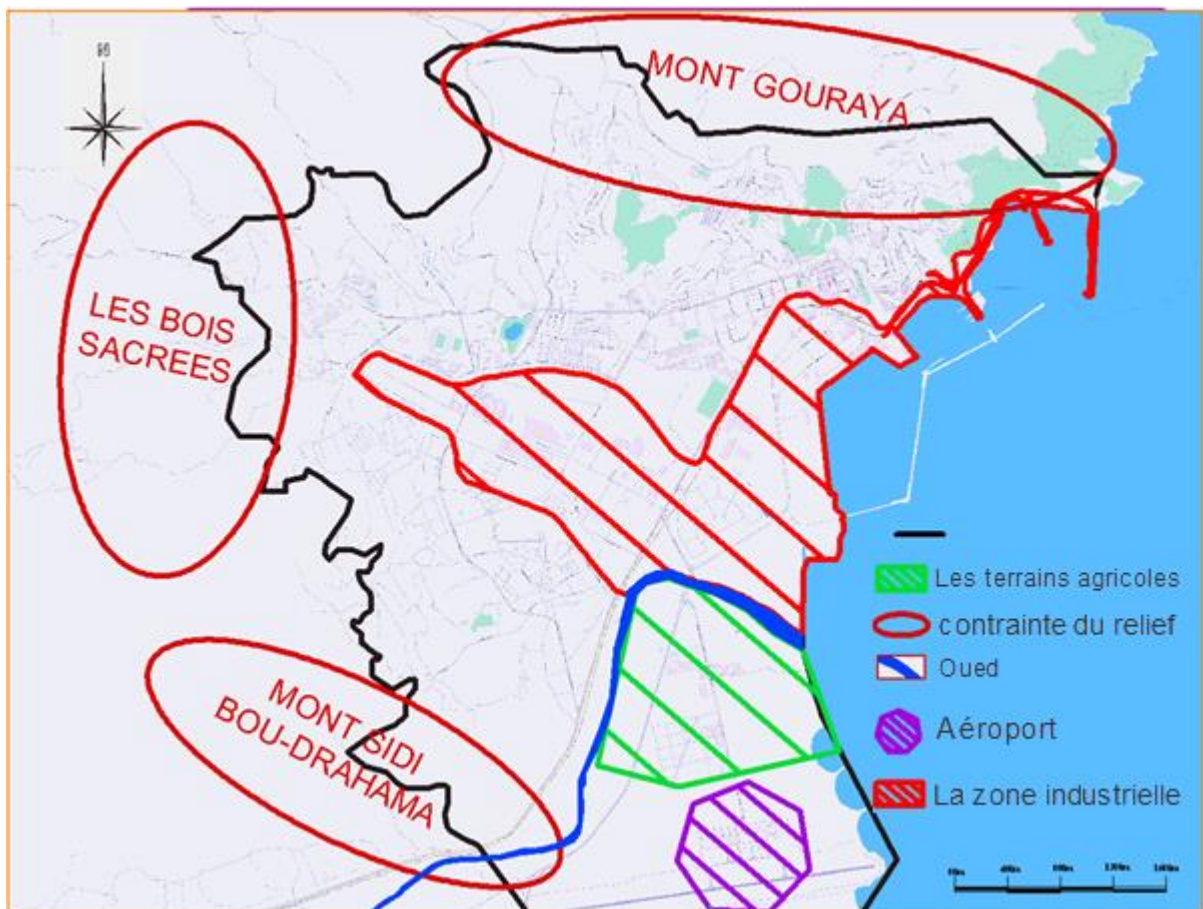 N
MONT GOURAYA
LES BOIS
SACREES
MONT SIDI
BOU-DRAHAMA
Les terrains agricoles
contrainte du relief
Oued
Aéroport
La zone industrielle